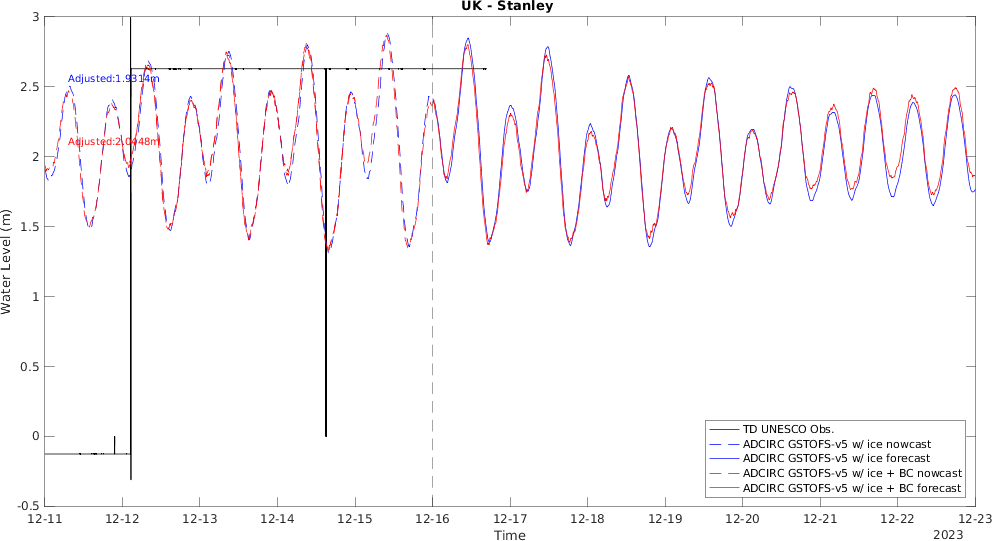 UK - Stanley
3
2.5
2
1.5
1
0.5
0
-0.5
Water Level (m)
Adjusted:1.9314m
Adjusted:2.0448m
TD UNESCO Obs.
ADCIRC GSTOFS-v5 w/ ice nowcast
ADCIRC GSTOFS-v5 w/ ice forecast
ADCIRC GSTOFS-v5 w/ ice + BC nowcast
ADCIRC GSTOFS-v5 w/ ice + BC forecast
12-11 12-12 12-13 12-14 12-15 12-16 12-17 12-18 12-19 12-20 12-21 12-22 12-23
Time
2023